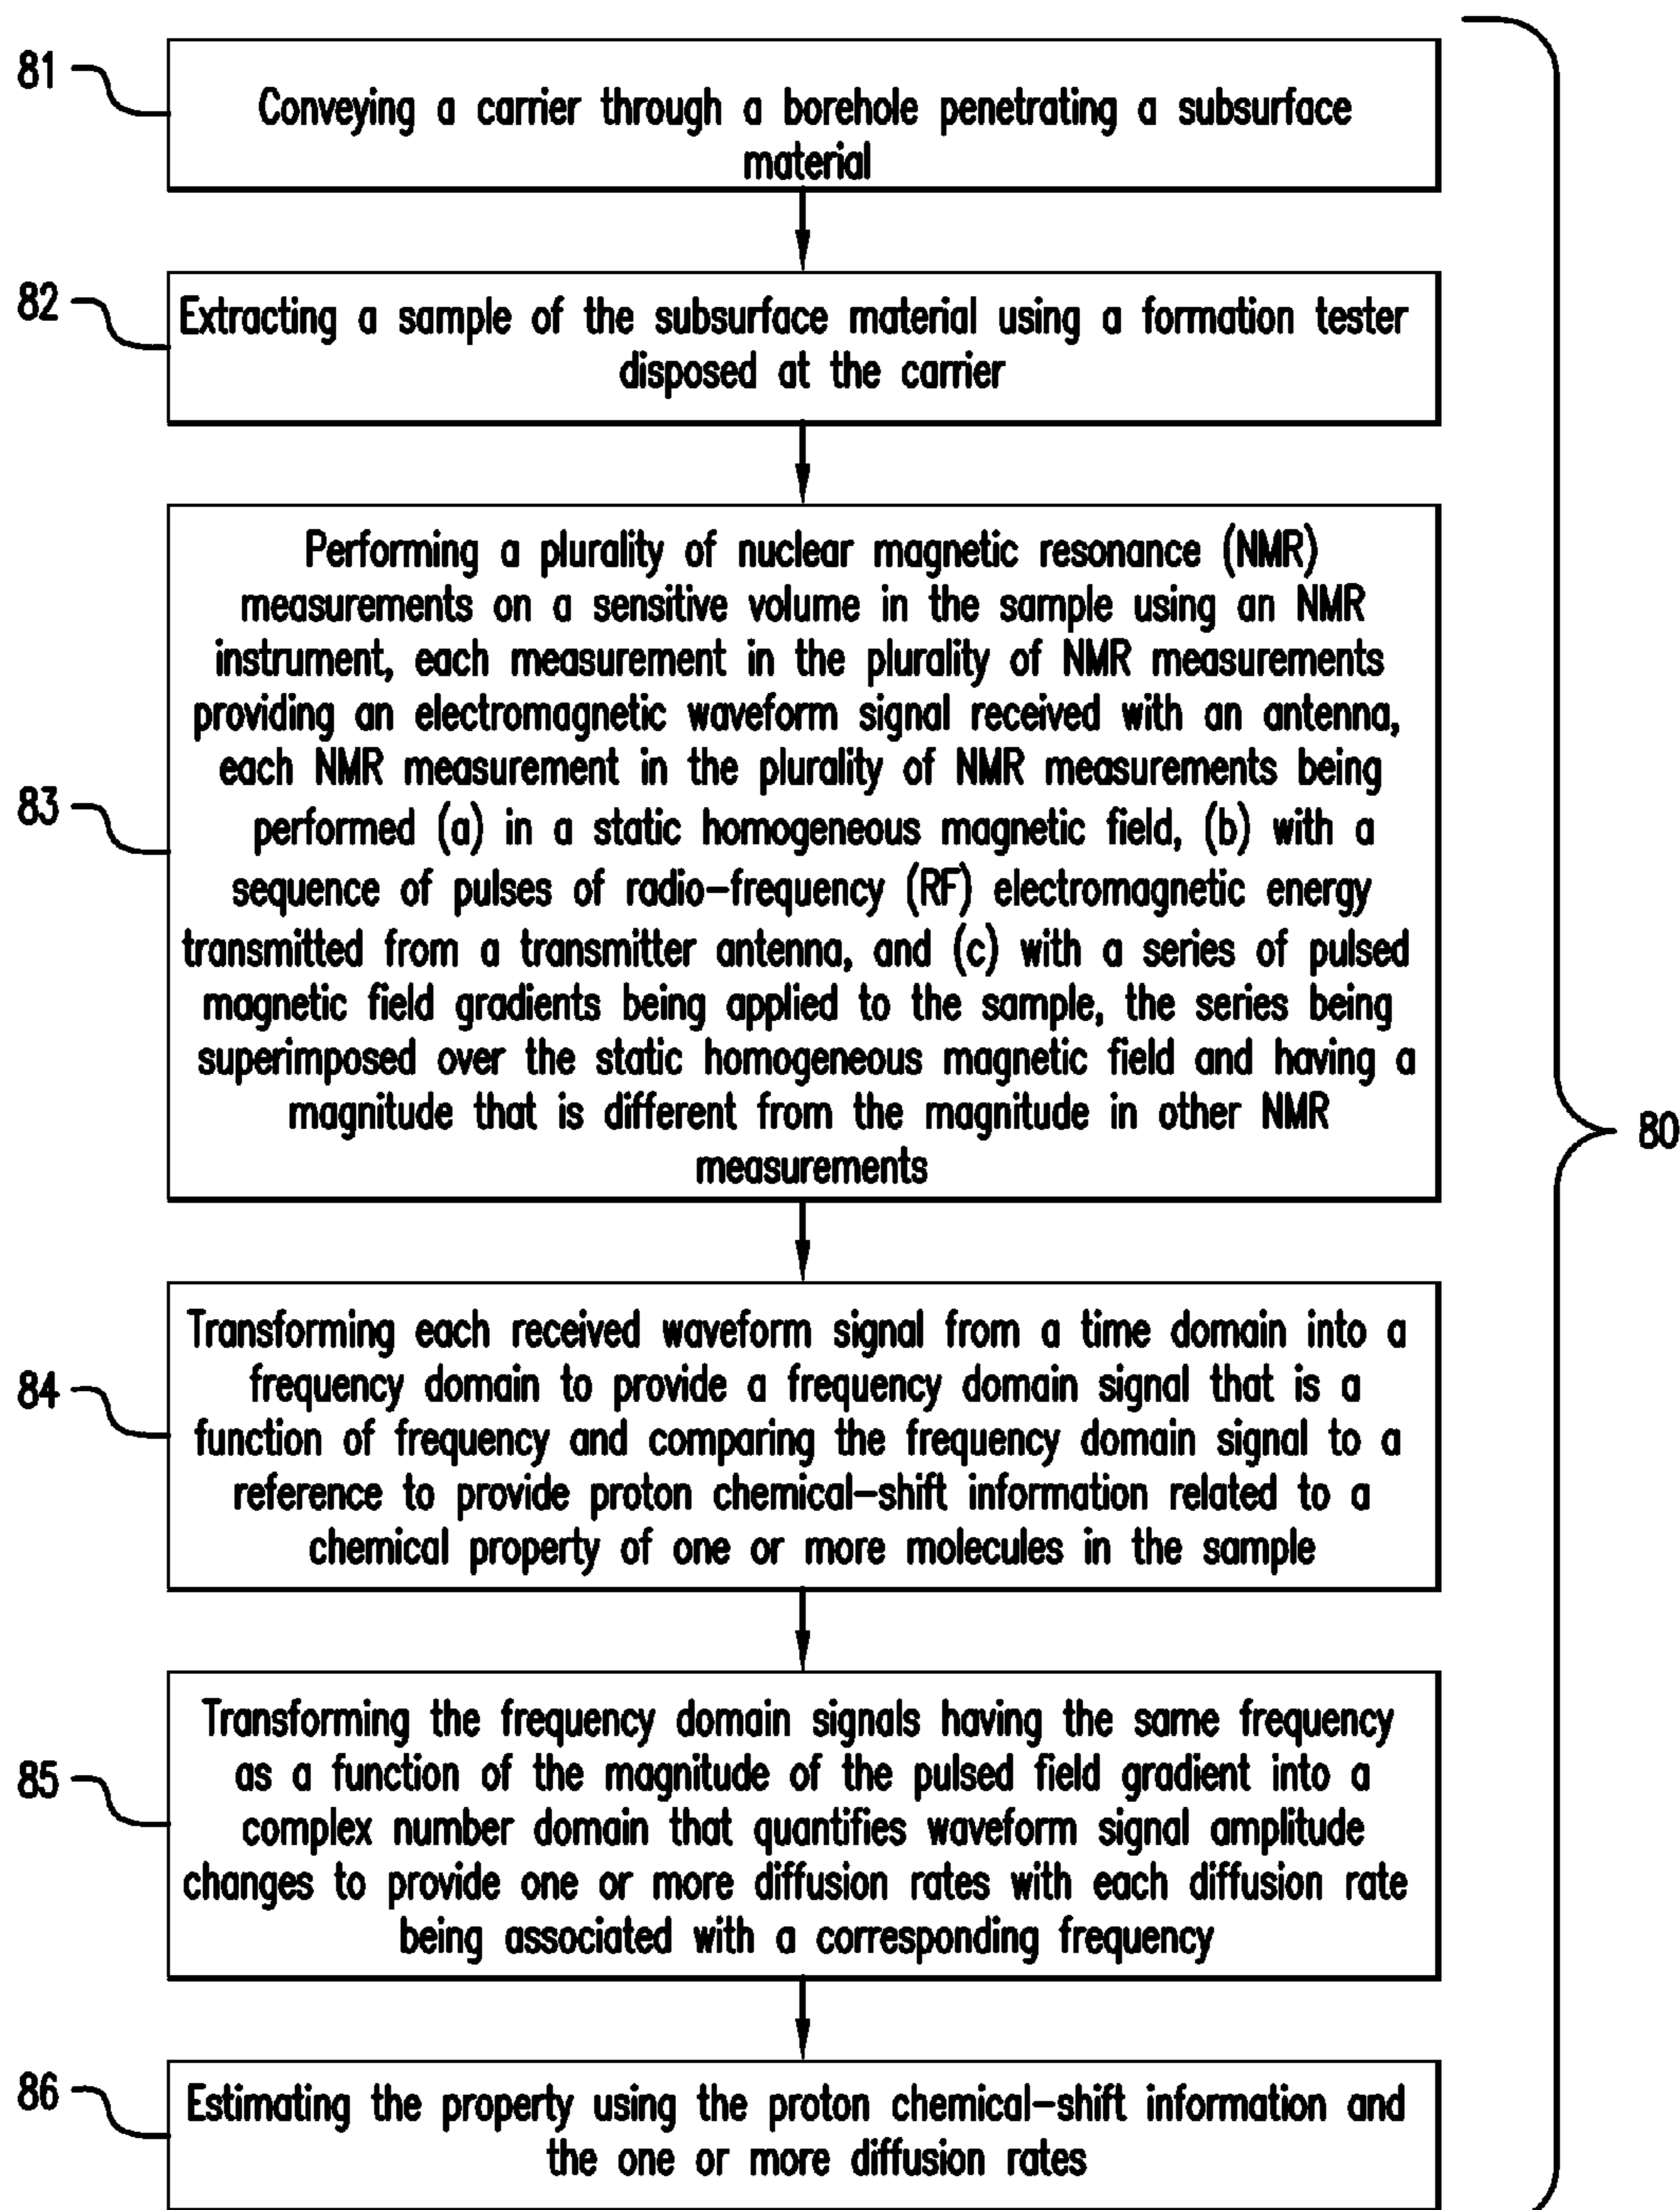 81
Conveying a carrier through a borehole penetrating a subsurface
material
82
Extracting a sample of the subsurface material using a formation tester
disposed at the carrier
83
Performing a plurality of nuclear magnetic resonance (NMR)
measurements on a sensitive volume in the sample using an NMR
instrument, each measurement in the plurality of NMR measurements
providing an electromagnetic waveform signal received with an antenna,
each NMR measurement in the plurality of NMR measurements being
performed (a) in a static homogeneous magnetic field, (b) with a
sequence of pulses of radio-frequency (RF) electromagnetic energy
transmitted from a transmitter antenna, and (c) with a series of pulsed
magnetic field gradients being applied to the sample, the series being
superimposed over the static homogeneous magnetic field and having a
magnitude that is different from the magnitude in other NMR
measurements
80
84
Transforming each received waveform signal from a time domain into a
frequency domain to provide a frequency domain signal that is a
function of frequency and comparing the frequency domain signal to a
reference to provide proton chemical-shift information related to a
chemical property of one or more molecules in the sample
85
Transforming the frequency domain signals having the same frequency
as a function of the magnitude of the pulsed field gradient into a
complex number domain that quantifies waveform signal amplitude
changes to provide one or more diffusion rates with each diffusion rate
being associated with a corresponding frequency
86
Estimating the property using the proton chemical-shift information and
the one or more diffusion rates